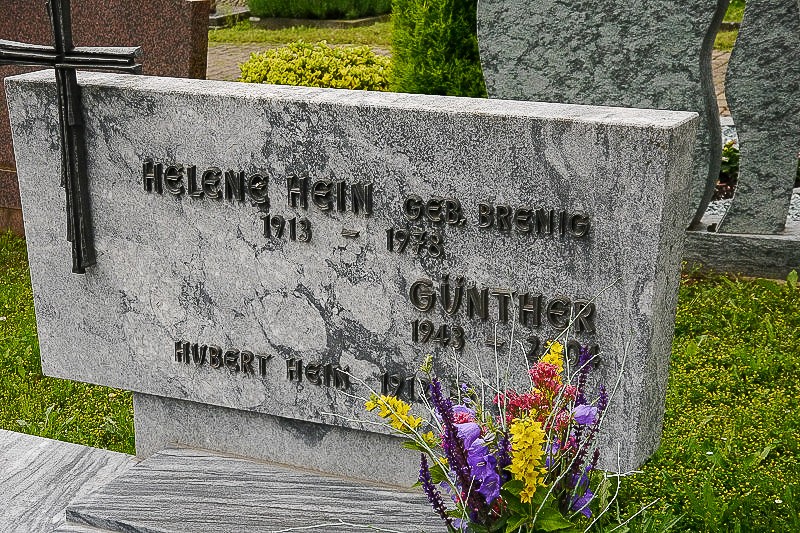 HELENE HEIN GEB. BRENIG
1913 – 1978
GÜNTHER
1943 –
HUBERT HEIN